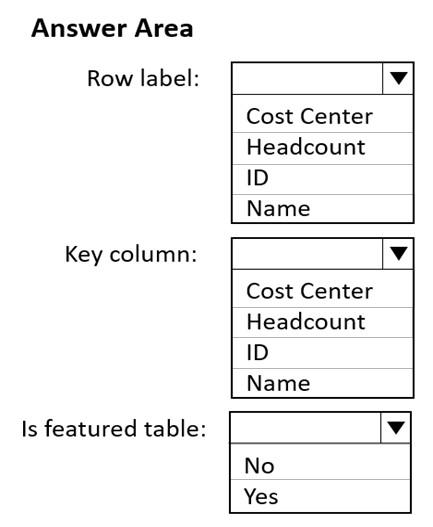 Answer Area
Row label:
Cost Center
Headcount
ID
Name
Key column:
Cost Center
Headcount
ID
Name
Is featured table:
No
Yes